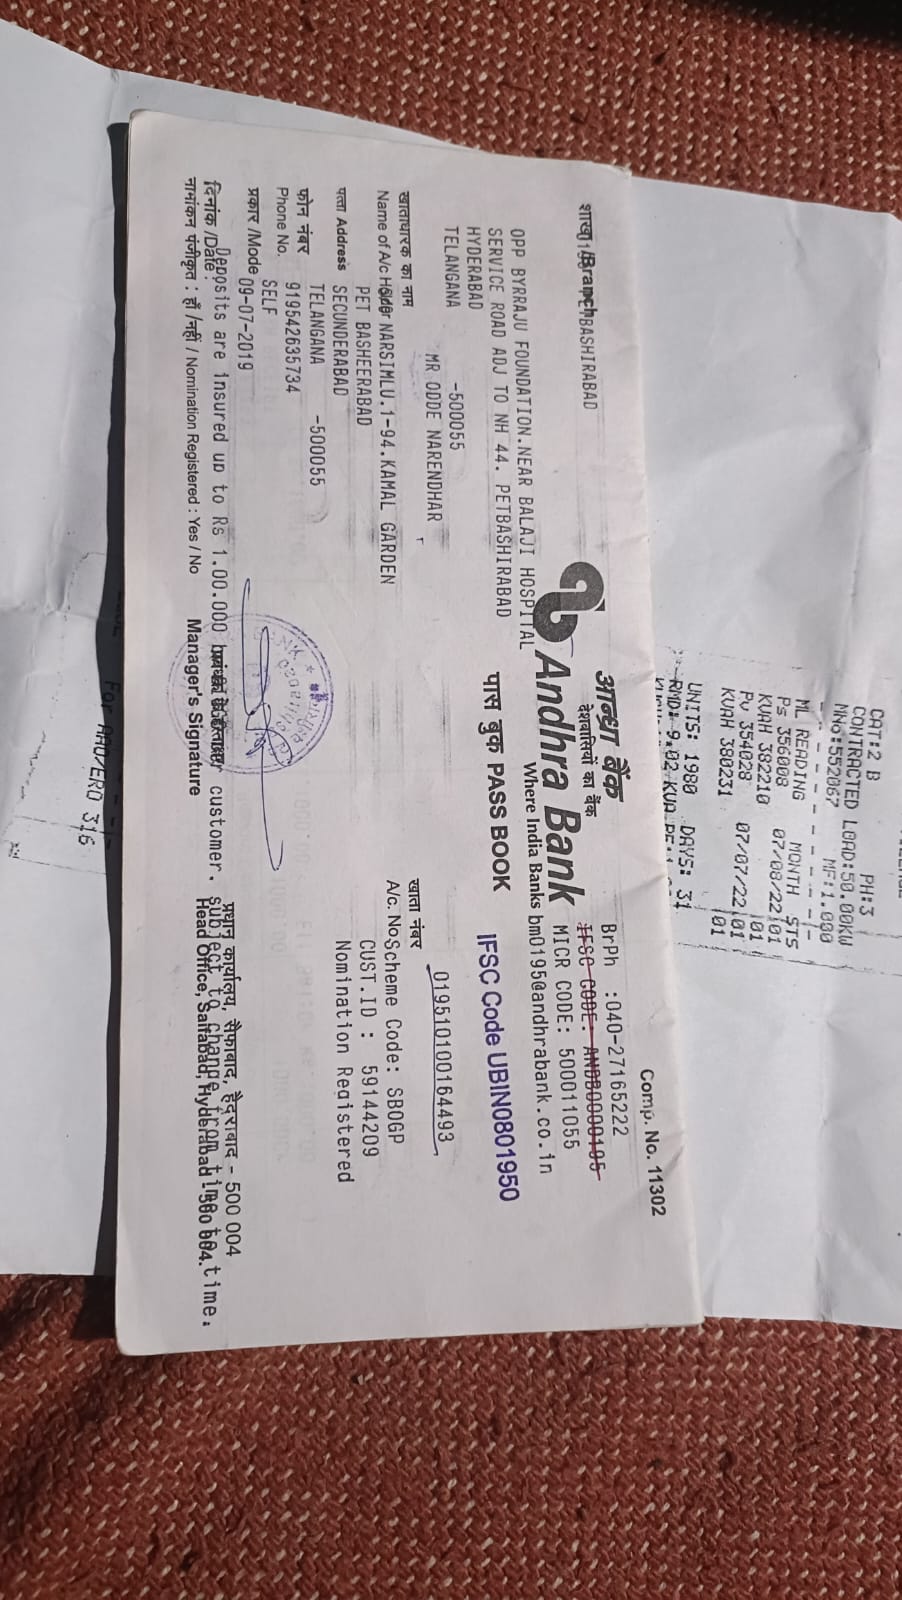 Comp. No. 11302
आन्ध्रा बैंक
देशवासियों का बैंक
Andhra Bank
Where India Banks
पास बुक PASS BOOK
शाखा/Branch BASHIRABAD
OPP BYRRAJU FOUNDATION.NEAR BALAJI HOSPITAL
SERVICE ROAD ADJ TO NH 44. PETBASHIRABAD
HYDERABAD
TELANGANA -500055
BrPh :040-27165222
IFSC CODE: ANDB0000195
MICR CODE: 500011055
bm0195@andhrabank.co.in
IFSC Code UBIN0801950
खाताधारक का नाम MR ODDE NARENDHAR
Name of A/c Holder NARSIMLU.1-94.KAMAL GARDEN
PET BASHEERABAD
पत्ता Address SECUNDERABAD
TELANGANA -500055
फोन नंबर
Phone No. 919542635734
SELF
प्रकार /Mode 09-07-2019
खाता नंबर 019510100164493
A/c. No Scheme Code: SBOGP
CUST.ID : 59144209
Nomination Registered
दिनांक /Date:
Deposits are insured up to Rs 1.00.000 customer. subject to change from time to time.
नामांकन पंजीकृत : हाँ /नहीं / Nomination Registered : Yes / No
Manager's Signature
प्रधान कार्यालय, सैफाबाद, हैदराबाद - 500 004
Head Office, Saifabad, Hyderabad - 500 004.
CAT:2 B PH:3
CONTRACTED LOAD:50.00KW
MNo:552067 MF:1.000
ML READING MONTH STS
Ps 356008 07/08/22 01
KVAH 382210 01
Pv 354028 07/07/22 01
KVAH 380231 01
UNITS: 1980 DAYS: 31
RMD: 9.02 KVA
For AAO/ERO 316